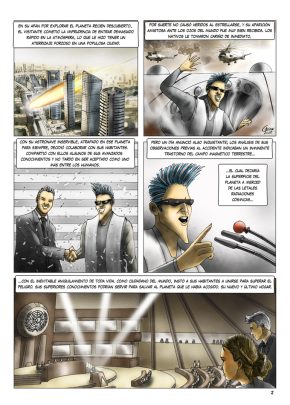 EN SU AFÁN POR EXPLORAR EL PLANETA RECIÉN DESCUBIERTO,
EL VISITANTE COMETIÓ LA IMPRUDENCIA DE ENTRAR DEMASIADO
RÁPIDO EN LA ATMÓSFERA, LO QUE LE HIZO TENER UN
ATERRIZAJE FORZOSO EN UNA POPULOSA CIUDAD.
POR SUERTE NO CAUSÓ HERIDOS AL ESTRELLARSE, Y SU APARICIÓN
AMISTOSA ANTE LOS OJOS DEL MUNDO FUE BIEN RECIBIDA. LOS
NATIVOS LE TOMARON CARIÑO DE INMEDIATO.
CON SU ASTRONAVE INSERVIBLE, ATRAPADO EN ESE PLANETA
PARA SIEMPRE, DECIDIÓ COLABORAR CON SUS HABITANTES.
COMPARTIÓ CON ELLOS ALGUNOS DE SUS AVANZADOS
CONOCIMIENTOS Y NO TARDÓ EN SER ACEPTADO COMO UNO
MÁS ENTRE LOS HUMANOS.
PERO UN DÍA ANUNCIÓ ALGO INQUIETANTE, LOS ANÁLISIS DE SUS
OBSERVACIONES PREVIAS AL ACCIDENTE INDICABAN UN INMINENTE
TRASTORNO DEL CAMPO MAGNÉTICO TERRESTRE...
...EL CUAL DEJARÍA
LA SUPERFICIE DEL
PLANETA A MERCED
DE LAS LETALES
RADIACIONES
CÓSMICAS...
...CON EL INEVITABLE ANIQUILAMIENTO DE TODA VIDA. COMO CIUDADANO DEL MUNDO, INSTÓ A SUS HABITANTES A UNIRSE PARA SUPERAR EL
PELIGRO. SUS SUPERIORES CONOCIMIENTOS PODRÍAN SERVIR PARA SALVAR AL PLANETA QUE LE HABÍA ACOGIDO, SU NUEVO Y ÚLTIMO HOGAR.
2